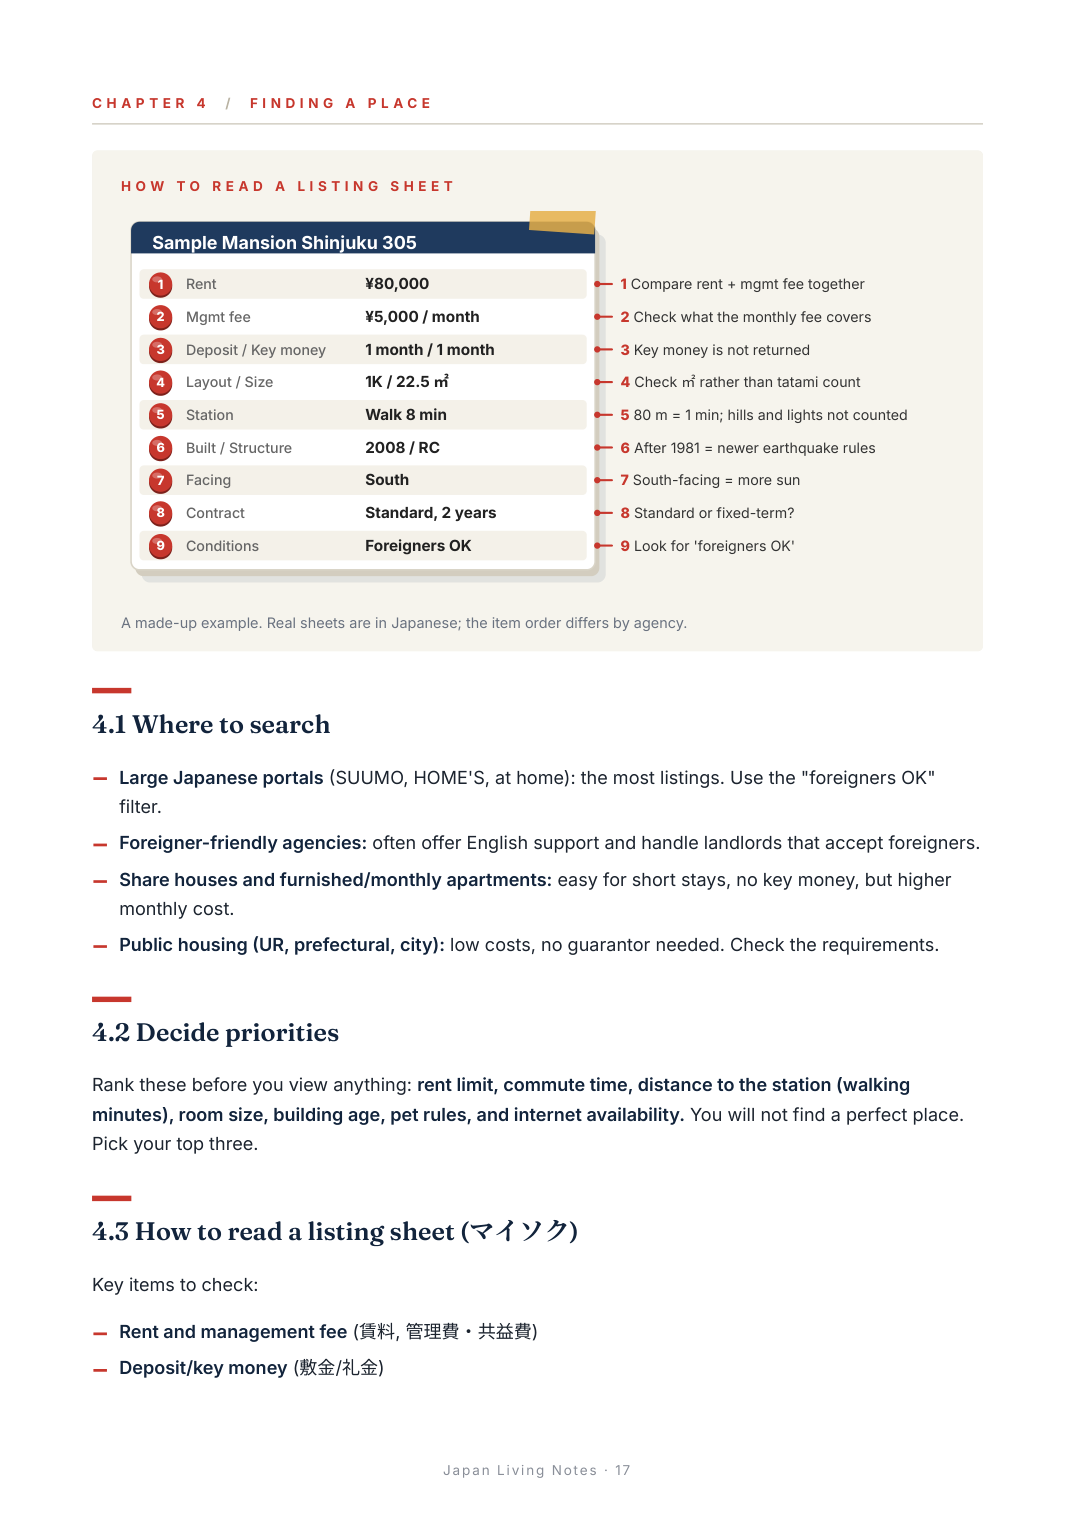 CHAPTER 4 / FINDING A PLACE
HOW TO READ A LISTING SHEET
Sample Mansion Shinjuku 305
1 Rent ¥80,000 1 Compare rent + mgmt fee together
2 Mgmt fee ¥5,000 / month 2 Check what the monthly fee covers
3 Deposit / Key money 1 month / 1 month 3 Key money is not returned
4 Layout / Size 1K / 22.5 ㎡ 4 Check ㎡ rather than tatami count
5 Station Walk 8 min 5 80 m = 1 min; hills and lights not counted
6 Built / Structure 2008 / RC 6 After 1981 = newer earthquake rules
7 Facing South 7 South-facing = more sun
8 Contract Standard, 2 years 8 Standard or fixed-term?
9 Conditions Foreigners OK 9 Look for 'foreigners OK'
A made-up example. Real sheets are in Japanese; the item order differs by agency.
4.1 Where to search
– Large Japanese portals (SUUMO, HOME'S, at home): the most listings. Use the "foreigners OK"
filter.
– Foreigner-friendly agencies: often offer English support and handle landlords that accept foreigners.
– Share houses and furnished/monthly apartments: easy for short stays, no key money, but higher
monthly cost.
– Public housing (UR, prefectural, city): low costs, no guarantor needed. Check the requirements.
4.2 Decide priorities
Rank these before you view anything: rent limit, commute time, distance to the station (walking
minutes), room size, building age, pet rules, and internet availability. You will not find a perfect place.
Pick your top three.
4.3 How to read a listing sheet (マイソク)
Key items to check:
– Rent and management fee (賃料, 管理費・共益費)
– Deposit/key money (敷金/礼金)
Japan Living Notes · 17